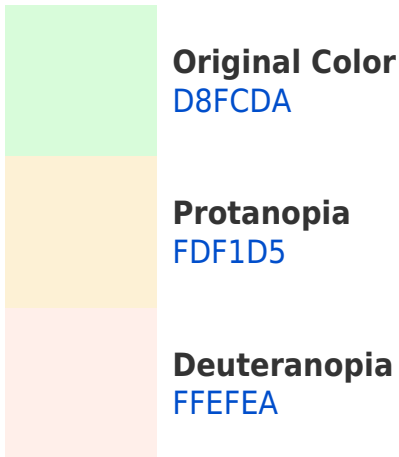 Original Color
D8FCDA
Protanopia
FDF1D5
Deuteranopia
FFEFEA